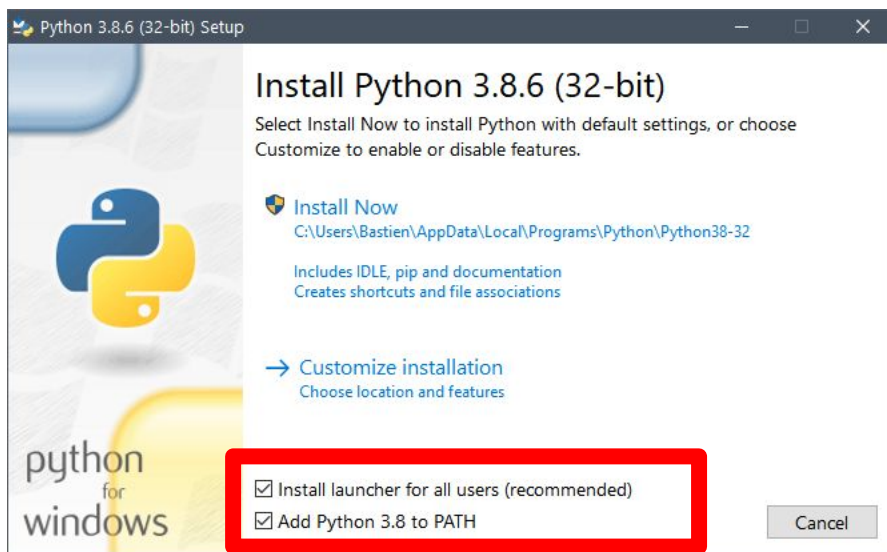 Python 3.8.6 (32-bit) Setup
Install Python 3.8.6 (32-bit)
Select Install Now to install Python with default settings, or choose
Customize to enable or disable features.
Install Now
C:\Users\Bastien\AppData\Local\Programs\Python\Python38-32
Includes IDLE, pip and documentation
Creates shortcuts and file associations
→ Customize installation
Choose location and features
python
for
windows
Install launcher for all users (recommended)
Add Python 3.8 to PATH
Cancel